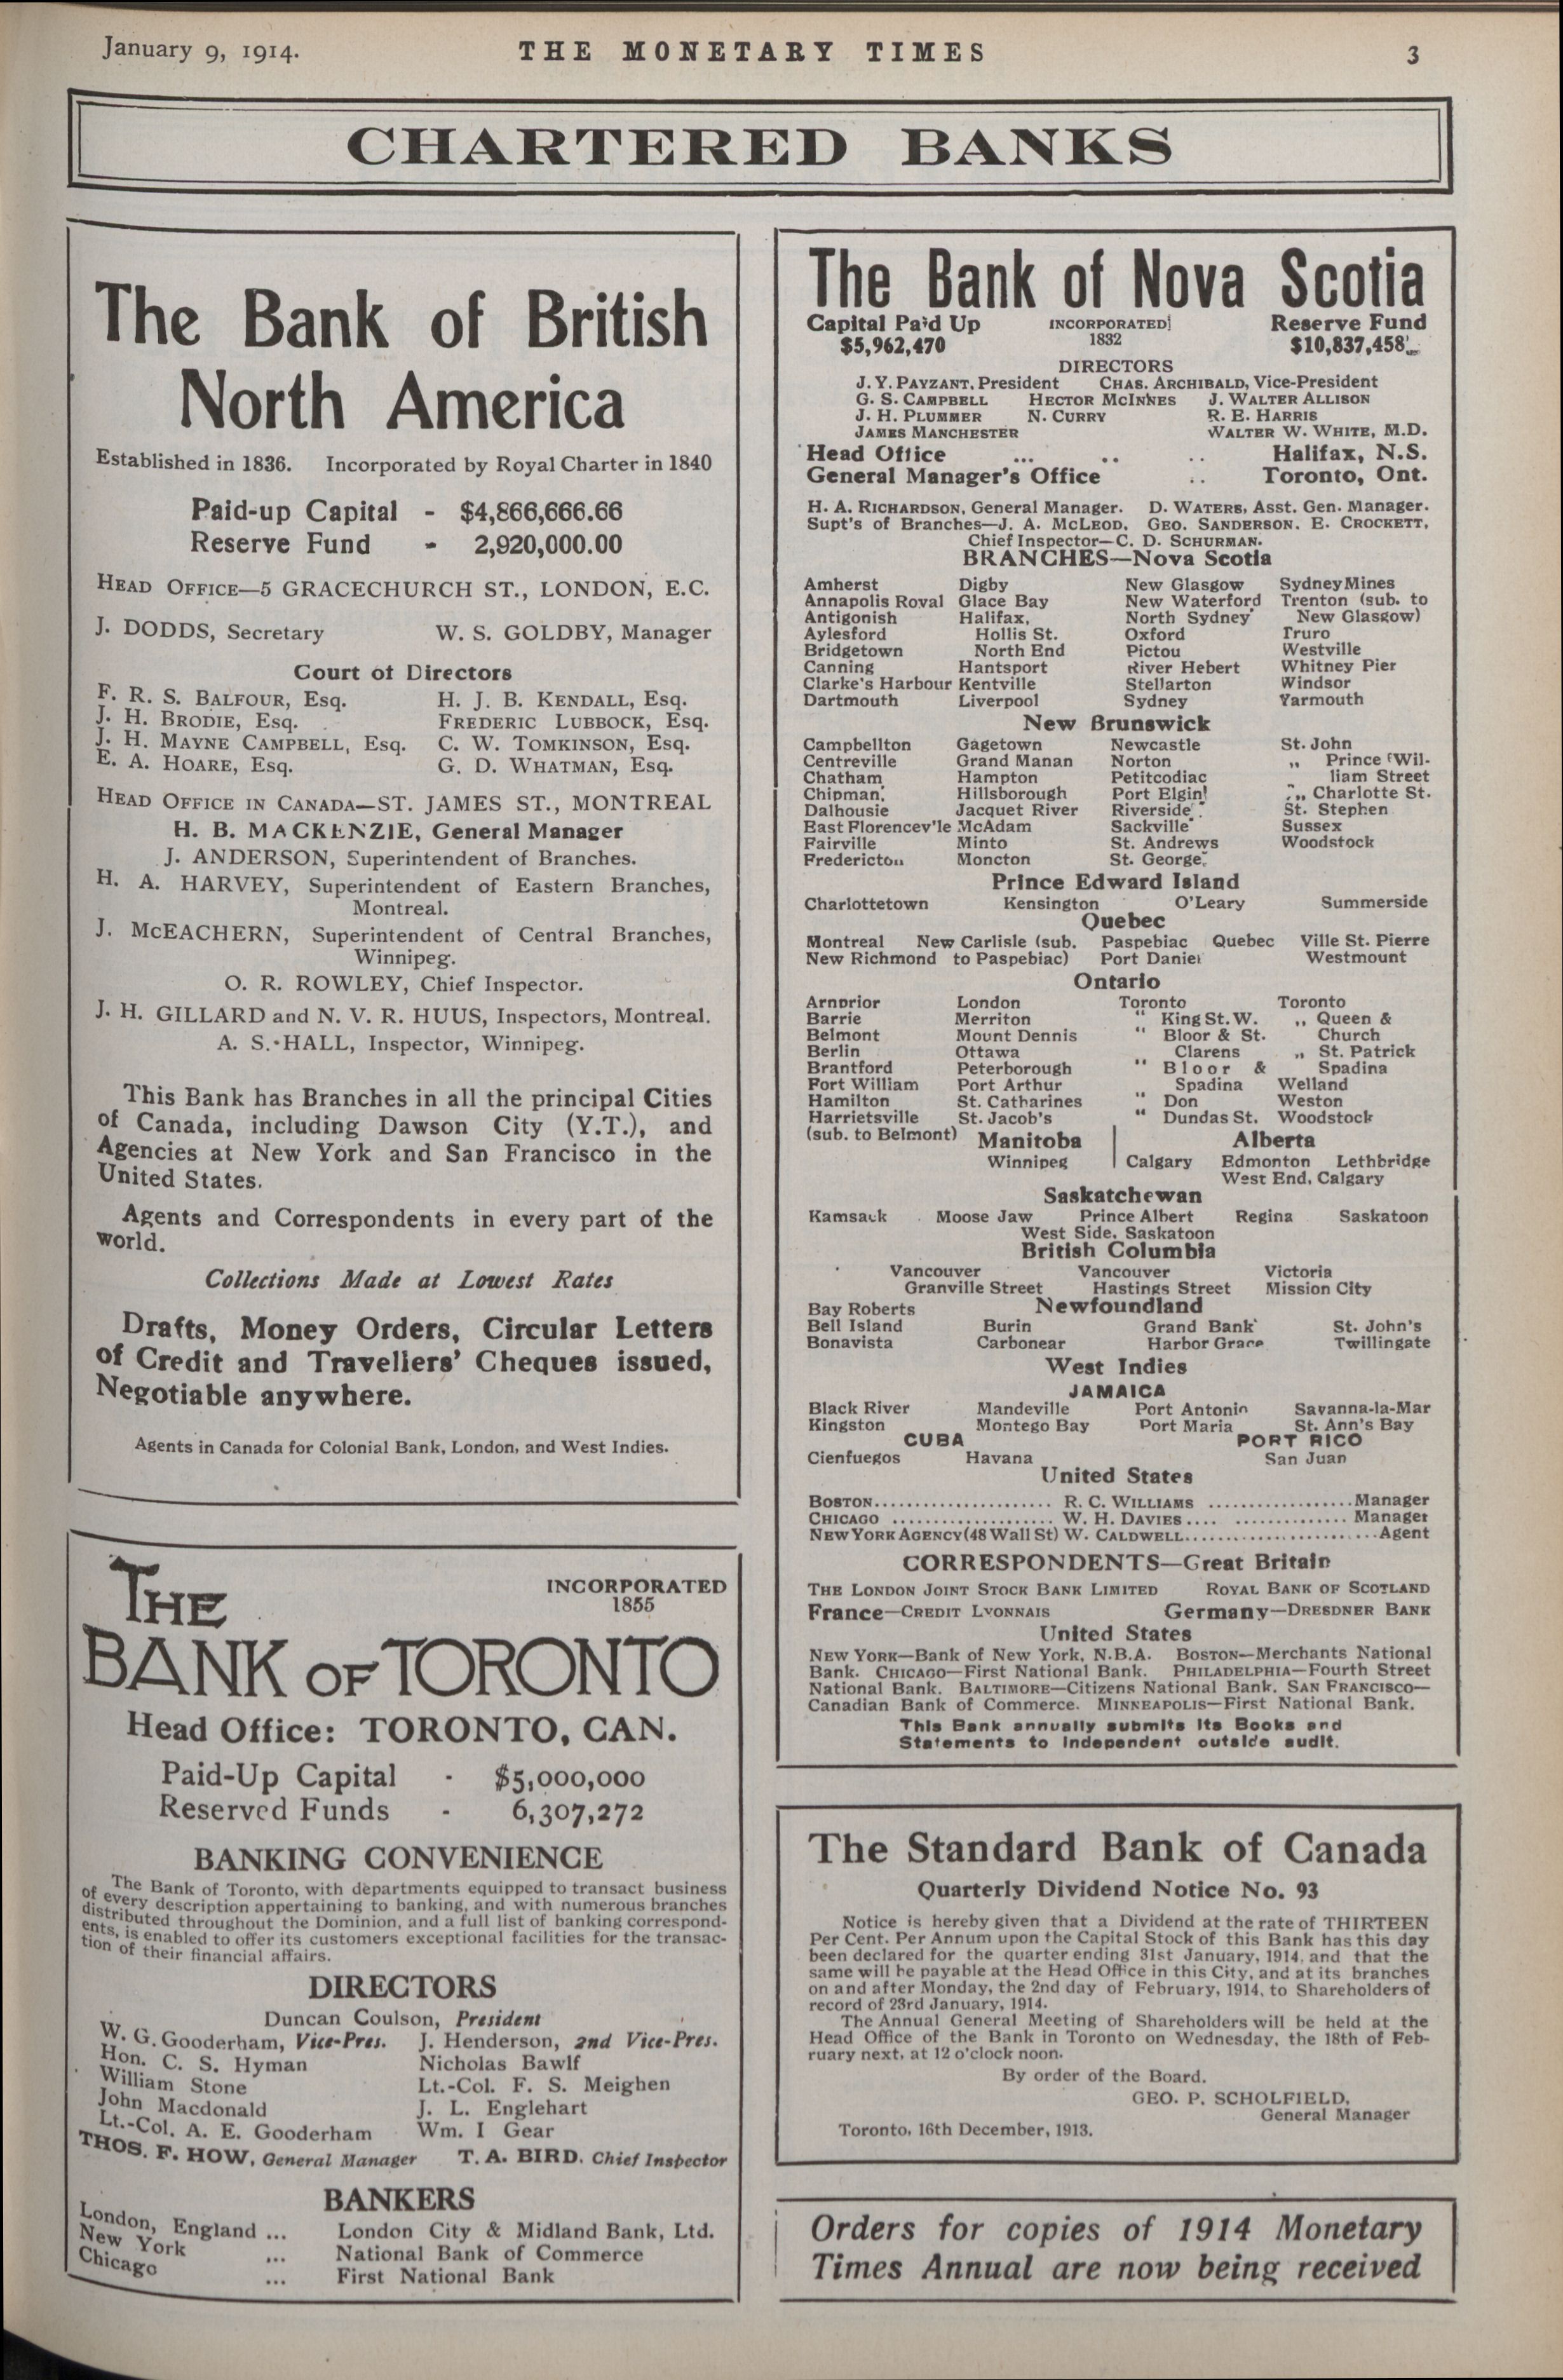 January 9, 1914.
THE MONETARY TIMES
3
CHARTERED BANKS
The Bank of British
North America
Established in 1836. Incorporated by Royal Charter in 1840
Paid-up Capital - $4,866,666.66
Reserve Fund - 2,920,000.00
HEAD OFFICE—5 GRACECHURCH ST., LONDON, E.C.
J. DODDS, Secretary W. S. GOLDBY, Manager
Court of Directors
F. R. S. BALFOUR, Esq. H. J. B. KENDALL, Esq.
J. H. BRODIE, Esq. FREDERIC LUBBOCK, Esq.
J. H. MAYNE CAMPBELL, Esq. C. W. TOMKINSON, Esq.
E. A. HOARE, Esq. G. D. WHATMAN, Esq.
HEAD OFFICE IN CANADA—ST. JAMES ST., MONTREAL
H. B. MACKENZIE, General Manager
J. ANDERSON, Superintendent of Branches.
H. A. HARVEY, Superintendent of Eastern Branches,
Montreal.
J. McEACHERN, Superintendent of Central Branches,
Winnipeg.
O. R. ROWLEY, Chief Inspector.
J. H. GILLARD and N. V. R. HUUS, Inspectors, Montreal.
A. S. HALL, Inspector, Winnipeg.
This Bank has Branches in all the principal Cities
of Canada, including Dawson City (Y.T.), and
Agencies at New York and San Francisco in the
United States.
Agents and Correspondents in every part of the
world.
Collections Made at Lowest Rates
Drafts, Money Orders, Circular Letters
of Credit and Travellers' Cheques issued,
Negotiable anywhere.
Agents in Canada for Colonial Bank, London, and West Indies.
THE
INCORPORATED
1855
BANK OF TORONTO
Head Office: TORONTO, CAN.
Paid-Up Capital - $5,000,000
Reserved Funds - 6,307,272
BANKING CONVENIENCE
The Bank of Toronto, with departments equipped to transact business
of every description appertaining to banking, and with numerous branches
distributed throughout the Dominion, and a full list of banking correspond-
ents, is enabled to offer its customers exceptional facilities for the transac-
tion of their financial affairs.
DIRECTORS
Duncan Coulson, President
W. G. Gooderham, Vice-Pres. J. Henderson, 2nd Vice-Pres.
Hon. C. S. Hyman Nicholas Bawlf
William Stone Lt.-Col. F. S. Meighen
John Macdonald J. L. Englehart
Lt.-Col. A. E. Gooderham Wm. I Gear
THOS. F. HOW, General Manager T. A. BIRD, Chief Inspector
BANKERS
London, England ... London City & Midland Bank, Ltd.
New York ... National Bank of Commerce
Chicago ... First National Bank
The Bank of Nova Scotia
Capital Paid Up INCORPORATED Reserve Fund
$5,962,470 1832 $10,837,458
DIRECTORS
J. Y. PAYZANT, President CHAS. ARCHIBALD, Vice-President
G. S. CAMPBELL HECTOR McINNES J. WALTER ALLISON
J. H. PLUMMER N. CURRY R. E. HARRIS
JAMES MANCHESTER WALTER W. WHITE, M.D.
Head Office ... .. .. Halifax, N.S.
General Manager's Office .. Toronto, Ont.
H. A. RICHARDSON, General Manager. D. WATERS, Asst. Gen. Manager.
Supt's of Branches—J. A. McLEOD, GEO. SANDERSON. E. CROCKETT,
Chief Inspector—C. D. SCHURMAN.
BRANCHES—Nova Scotia
Amherst Digby New Glasgow Sydney Mines
Annapolis Royal Glace Bay New Waterford Trenton (sub. to
Antigonish Halifax, North Sydney New Glasgow)
Aylesford Hollis St. Oxford Truro
Bridgetown North End Pictou Westville
Canning Hantsport River Hebert Whitney Pier
Clarke's Harbour Kentville Stellarton Windsor
Dartmouth Liverpool Sydney Yarmouth
New Brunswick
Campbellton Gagetown Newcastle St. John
Centreville Grand Manan Norton „ Prince Wil-
Chatham Hampton Petitcodiac liam Street
Chipman Hillsborough Port Elgin „ Charlotte St.
Dalhousie Jacquet River Riverside St. Stephen
East Florencev'le McAdam Sackville Sussex
Fairville Minto St. Andrews Woodstock
Fredericton Moncton St. George
Prince Edward Island
Charlottetown Kensington O'Leary Summerside
Quebec
Montreal New Carlisle (sub. Paspebiac Quebec Ville St. Pierre
New Richmond to Paspebiac) Port Daniel Westmount
Ontario
Arnprior London Toronto Toronto
Barrie Merriton " King St. W. „ Queen &
Belmont Mount Dennis " Bloor & St. Church
Berlin Ottawa Clarens „ St. Patrick
Brantford Peterborough " Bloor & Spadina
Fort William Port Arthur Spadina Welland
Hamilton St. Catharines " Don Weston
Harrietsville St. Jacob's " Dundas St. Woodstock
(sub. to Belmont) Manitoba Alberta
Winnipeg Calgary Edmonton Lethbridge
West End, Calgary
Saskatchewan
Kamsack Moose Jaw Prince Albert Regina Saskatoon
West Side, Saskatoon
British Columbia
Vancouver Vancouver Victoria
Granville Street Hastings Street Mission City
Bay Roberts Newfoundland
Bell Island Burin Grand Bank St. John's
Bonavista Carbonear Harbor Grace Twillingate
West Indies
JAMAICA
Black River Mandeville Port Antonio Savanna-la-Mar
Kingston Montego Bay Port Maria St. Ann's Bay
CUBA PORT RICO
Cienfuegos Havana San Juan
United States
BOSTON...................... R. C. WILLIAMS ..................Manager
CHICAGO .................... W. H. DAVIES.... .............. Manager
NEW YORK AGENCY (48 Wall St) W. CALDWELL........................Agent
CORRESPONDENTS—Great Britain
THE LONDON JOINT STOCK BANK LIMITED ROYAL BANK OF SCOTLAND
France—CREDIT LYONNAIS Germany—DRESDNER BANK
United States
NEW YORK—Bank of New York, N.B.A. BOSTON—Merchants National
Bank. CHICAGO—First National Bank. PHILADELPHIA—Fourth Street
National Bank. BALTIMORE—Citizens National Bank. SAN FRANCISCO—
Canadian Bank of Commerce. MINNEAPOLIS—First National Bank.
This Bank annually submits its Books and
Statements to independent outside audit.
The Standard Bank of Canada
Quarterly Dividend Notice No. 93
Notice is hereby given that a Dividend at the rate of THIRTEEN
Per Cent. Per Annum upon the Capital Stock of this Bank has this day
been declared for the quarter ending 31st January, 1914, and that the
same will be payable at the Head Office in this City, and at its branches
on and after Monday, the 2nd day of February, 1914, to Shareholders of
record of 23rd January, 1914.
The Annual General Meeting of Shareholders will be held at the
Head Office of the Bank in Toronto on Wednesday, the 18th of Feb-
ruary next, at 12 o'clock noon.
By order of the Board.
GEO. P. SCHOLFIELD,
General Manager
Toronto, 16th December, 1913.
Orders for copies of 1914 Monetary
Times Annual are now being received